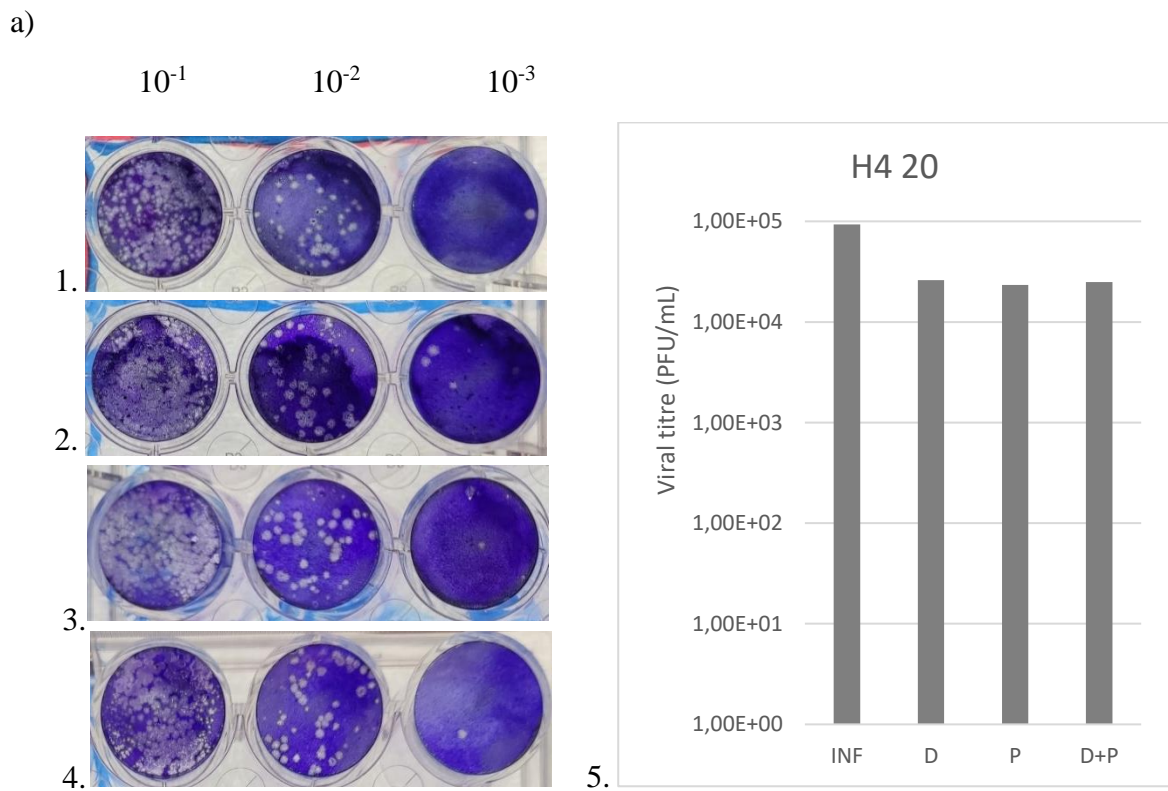 a)
10-1 10-2 10-3
1.
2.
3.
4.
5.
H4 20
Viral titre (PFU/mL)
1,00E+05
1,00E+04
1,00E+03
1,00E+02
1,00E+01
1,00E+00
INF D P D+P